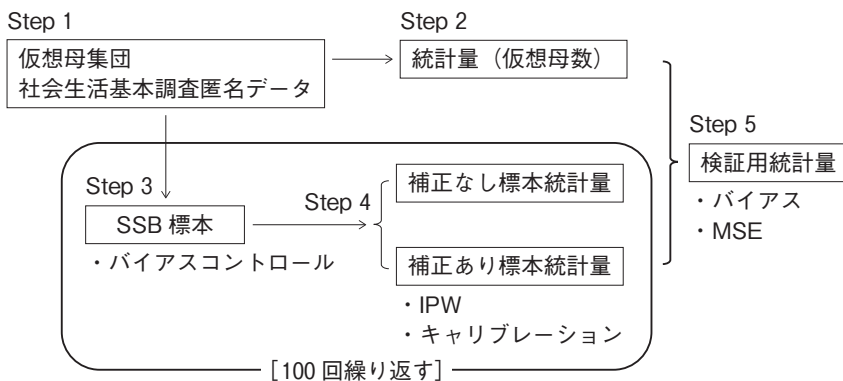 Step 1
仮想母集団
社会生活基本調査匿名データ
Step 2
統計量（仮想母数）
Step 3
SSB 標本
・バイアスコントロール
Step 4
補正なし標本統計量
補正あり標本統計量
・IPW
・キャリブレーション
［100 回繰り返す］
Step 5
検証用統計量
・バイアス
・MSE